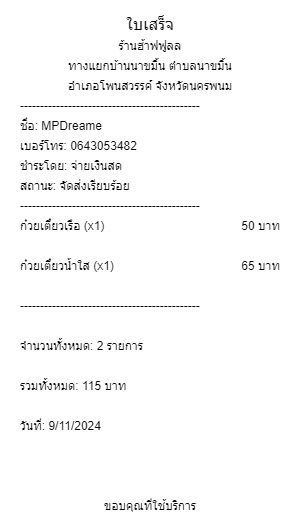 ใบเสร็จ
ร้านฮ้าฟฟูลล
ทางแยกบ้านนาขมิ้น ตำบลนาขมิ้น
อำเภอโพนสวรรค์ จังหวัดนครพนม
---------------------------------------------
ชื่อ: MPDreame
เบอร์โทร: 0643053482
ชำระโดย: จ่ายเงินสด
สถานะ: จัดส่งเรียบร้อย
---------------------------------------------
ก๋วยเตี๋ยวเรือ (x1) 50 บาท
ก๋วยเตี๋ยวน้ำใส (x1) 65 บาท
---------------------------------------------
จำนวนทั้งหมด: 2 รายการ
รวมทั้งหมด: 115 บาท
วันที่: 9/11/2024
ขอบคุณที่ใช้บริการ